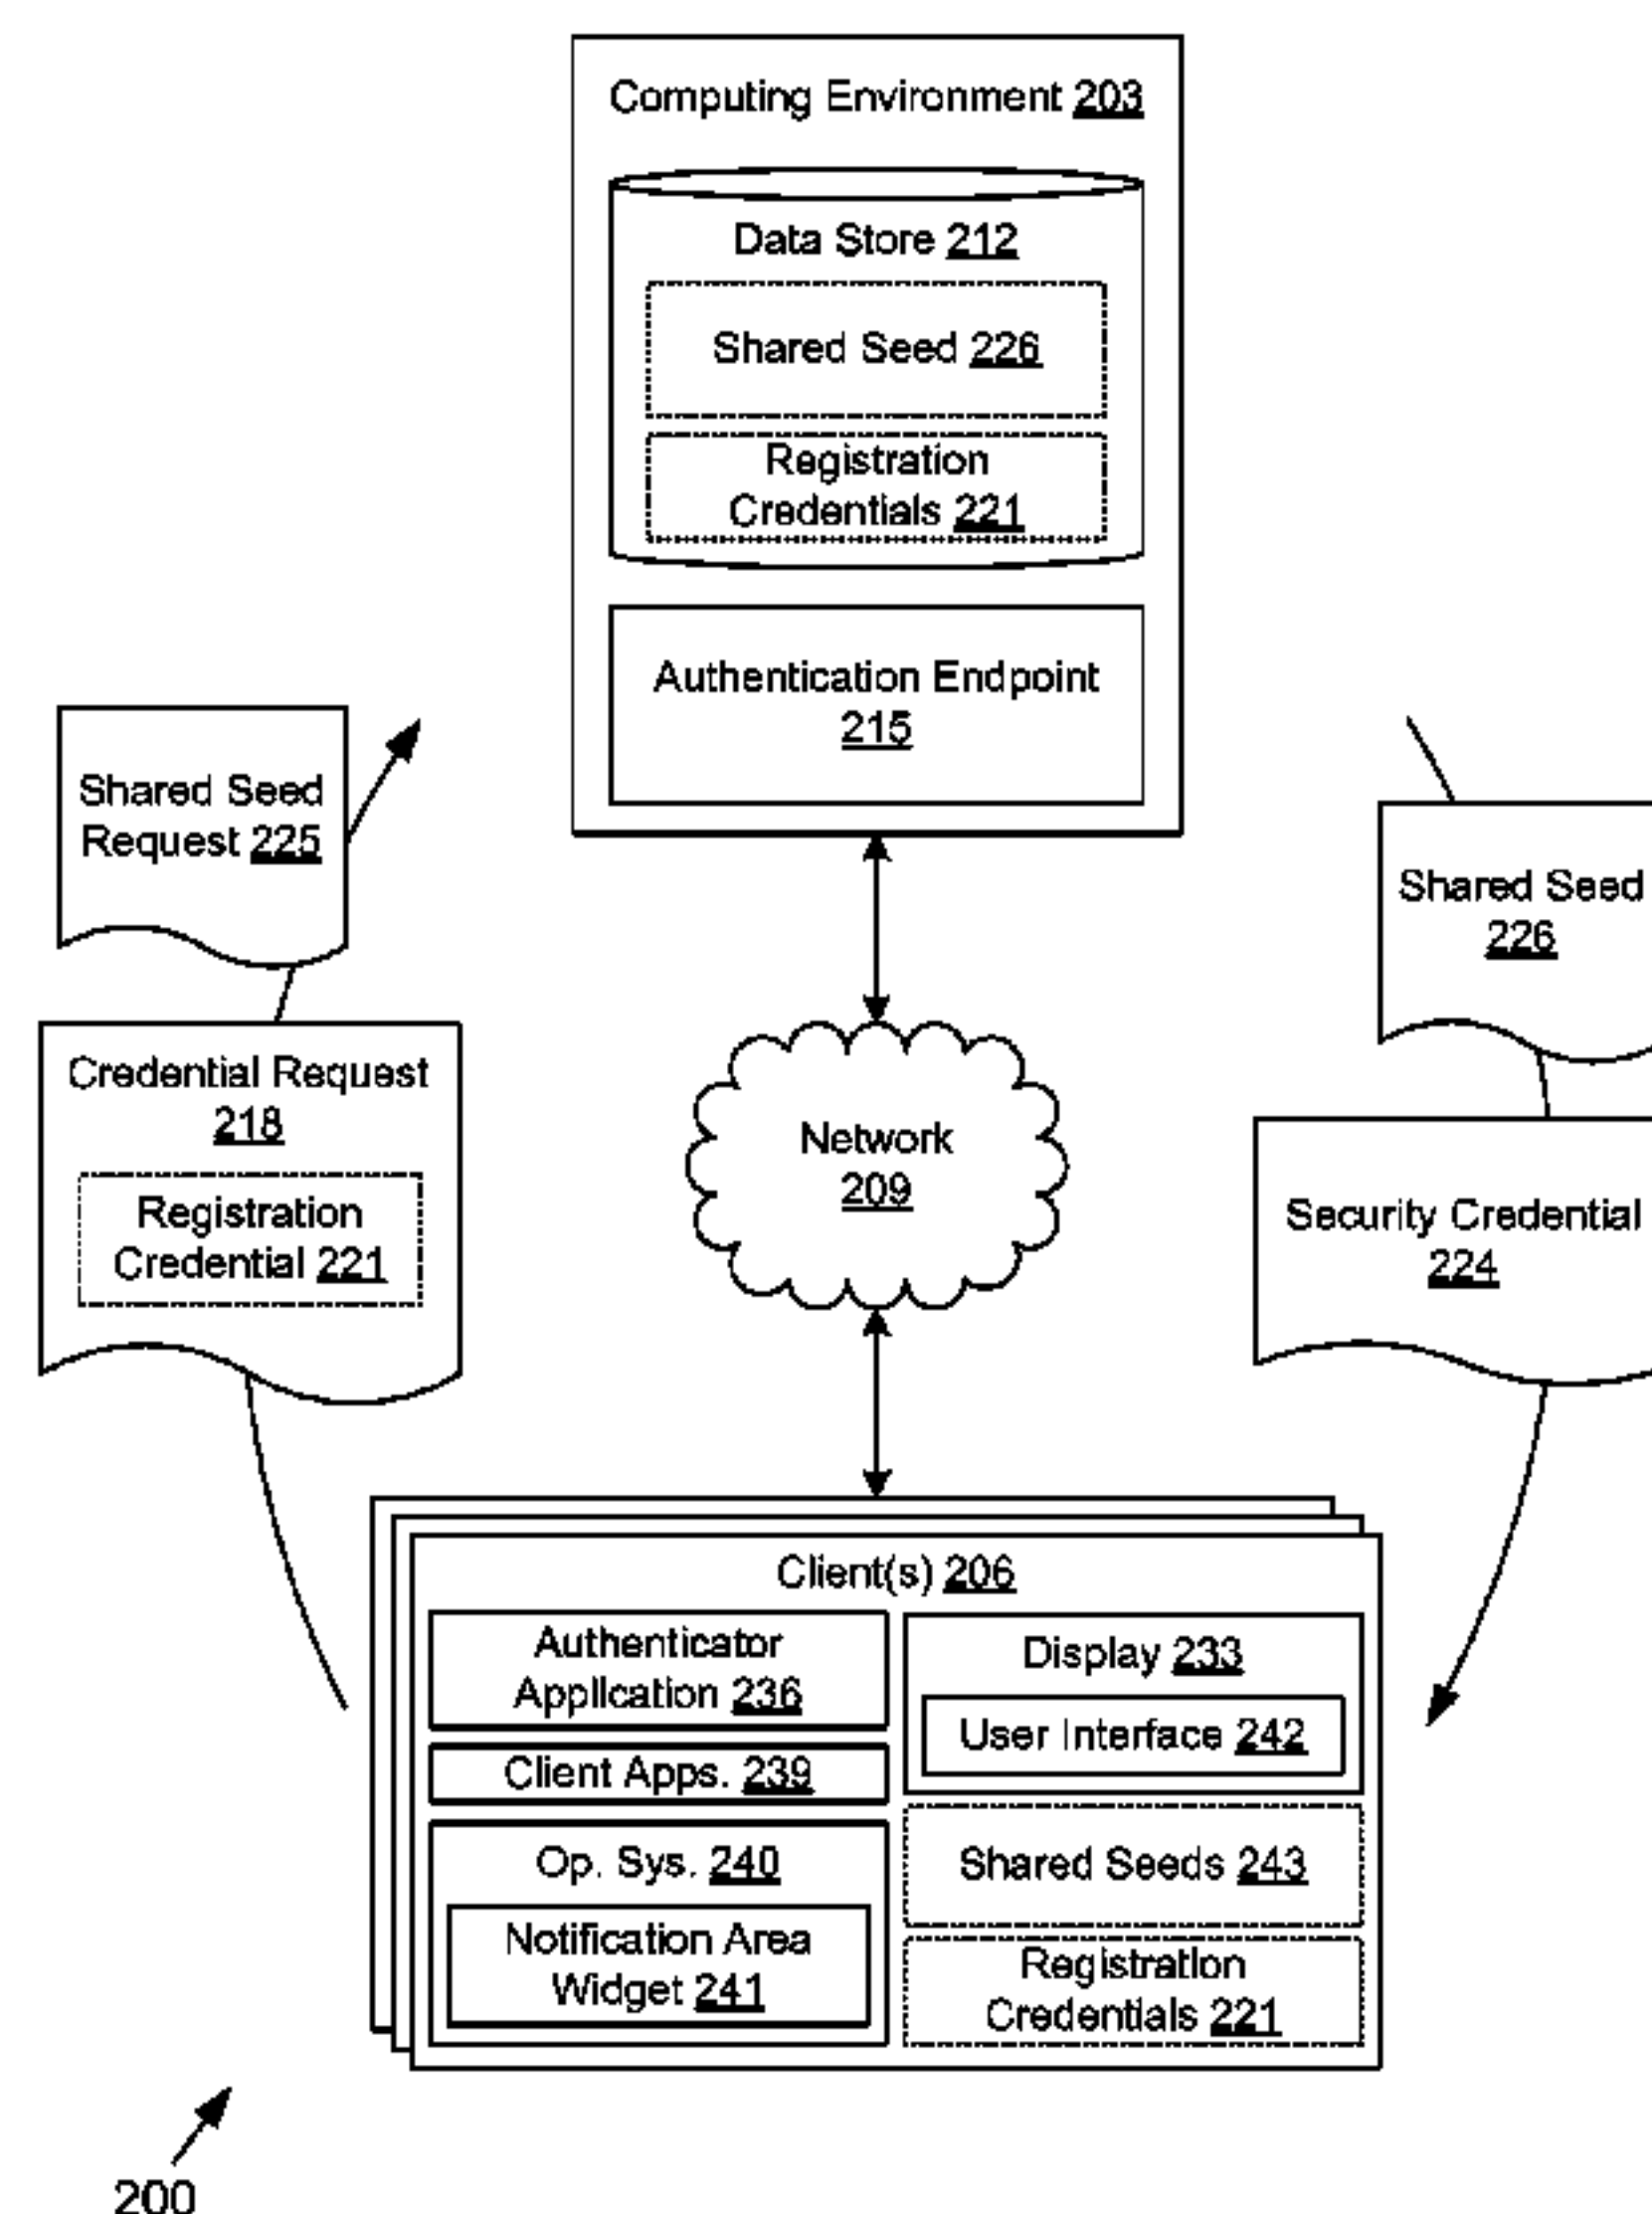 Computing Environment 203
Data Store 212
Shared Seed 226
Registration
Credentials 221
Authentication Endpoint
215
Shared Seed
Request 225
Shared Seed
226
Credential Request
218
Registration
Credential 221
Network
209
Security Credential
224
Client(s) 206
Authenticator
Application 236
Client Apps. 239
Op. Sys. 240
Notification Area
Widget 241
Display 233
User Interface 242
Shared Seeds 243
Registration
Credentials 221
200